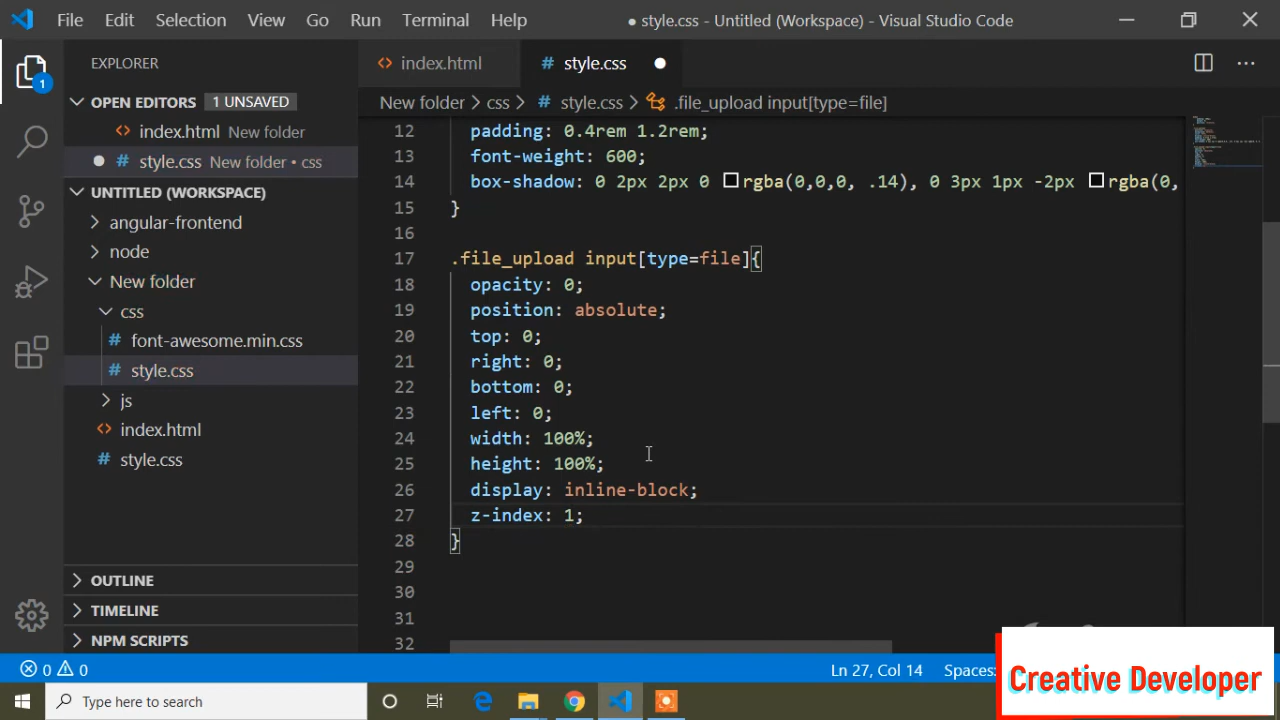 File Edit Selection View Go Run Terminal Help
● style.css - Untitled (Workspace) - Visual Studio Code
EXPLORER
OPEN EDITORS 1 UNSAVED
<> index.html New folder
● # style.css New folder • css
UNTITLED (WORKSPACE)
angular-frontend
node
New folder
css
# font-awesome.min.css
# style.css
js
<> index.html
# style.css
OUTLINE
TIMELINE
NPM SCRIPTS
1
<> index.html
# style.css ●
New folder > css > # style.css > .file_upload input[type=file]
12 padding: 0.4rem 1.2rem;
13 font-weight: 600;
14 box-shadow: 0 2px 2px 0 rgba(0,0,0, .14), 0 3px 1px -2px rgba(0,
15 }
16
17 .file_upload input[type=file]{
18 opacity: 0;
19 position: absolute;
20 top: 0;
21 right: 0;
22 bottom: 0;
23 left: 0;
24 width: 100%;
25 height: 100%;
26 display: inline-block;
27 z-index: 1;
28 }
29
30
31
32
0 0
Ln 27, Col 14 Spaces:
Type here to search
Creative Developer